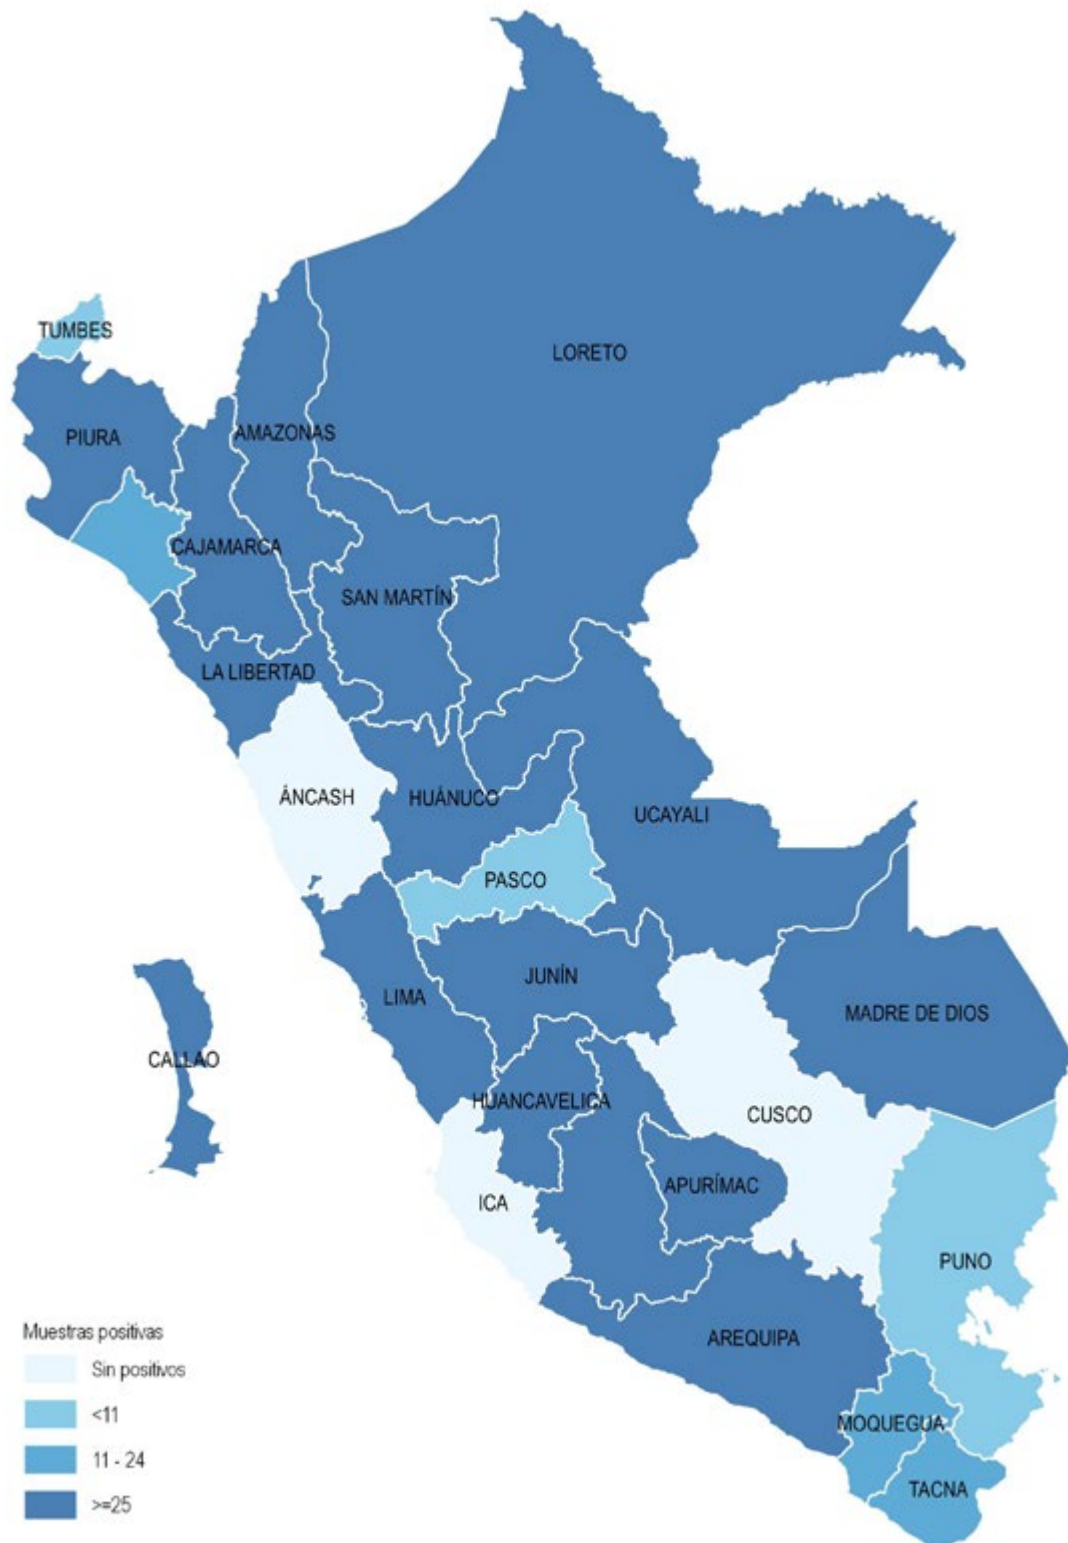 TUMBES
LORETO
PIURA
AMAZONAS
CAJAMARCA
SAN MARTÍN
LA LIBERTAD
ÁNCASH
HUÁNUCO
UCAYALI
PASCO
JUNÍN
LIMA
MADRE DE DIOS
CALLAO
HUANCAVELICA
CUSCO
APURÍMAC
ICA
PUNO
AREQUIPA
MOQUEGUA
TACNA
Muestras positivas
Sin positivos
<11
11 - 24
>=25